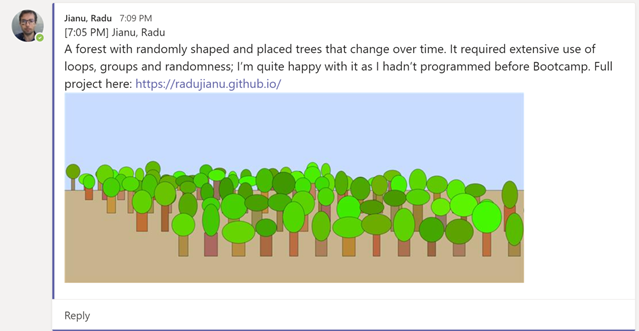 Jianu, Radu 7:09 PM
[7:05 PM] Jianu, Radu
A forest with randomly shaped and placed trees that change over time. It required extensive use of
loops, groups and randomness; I'm quite happy with it as I hadn't programmed before Bootcamp. Full
project here: https://radujianu.github.io/
Reply